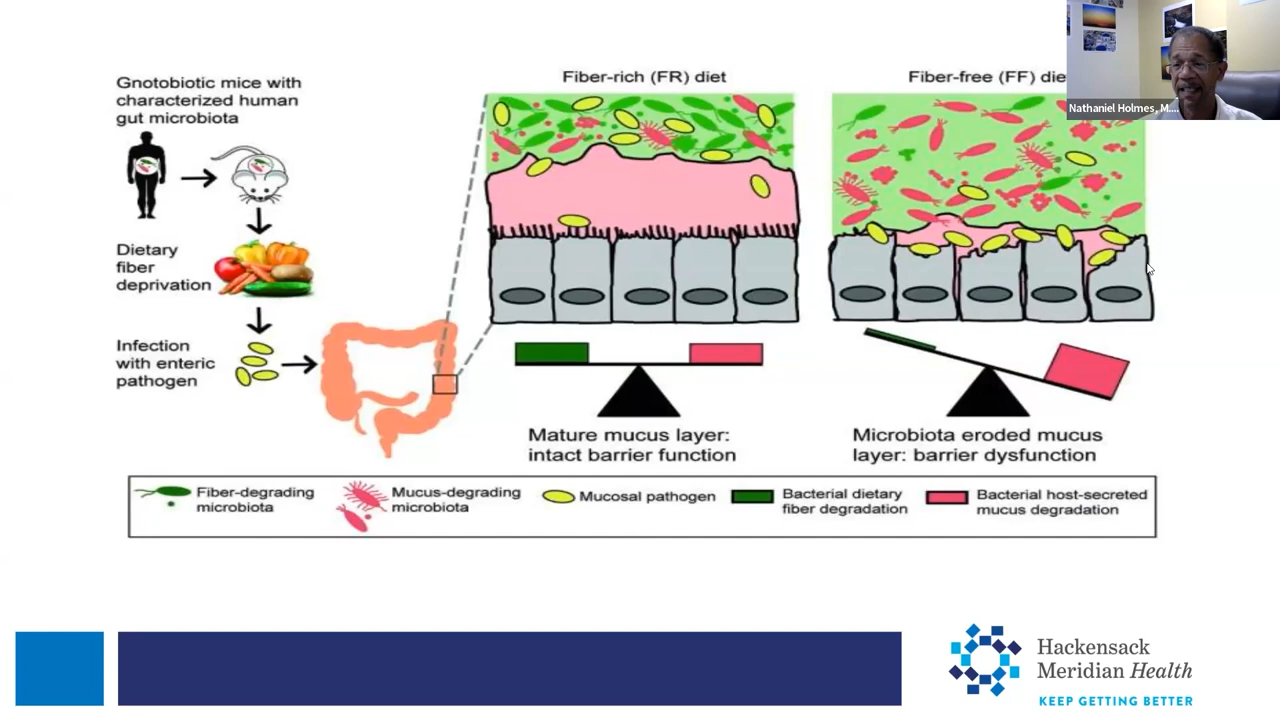 Gnotobiotic mice with
characterized human
gut microbiota
Dietary
fiber
deprivation
Infection
with enteric
pathogen
Fiber-rich (FR) diet
Fiber-free (FF) die
Nathaniel Holmes, M....
Mature mucus layer:
intact barrier function
Microbiota eroded mucus
layer: barrier dysfunction
Fiber-degrading
microbiota
Mucus-degrading
microbiota
Mucosal pathogen
Bacterial dietary
fiber degradation
Bacterial host-secreted
mucus degradation
Hackensack
Meridian Health
KEEP GETTING BETTER